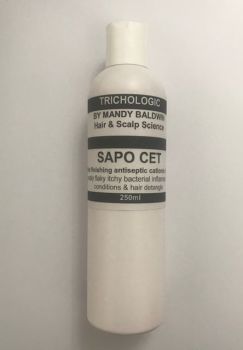 TRICHOLOGIC
BY MANDY BALDWIN
Hair & Scalp Science
SAPO CET
finishing antiseptic cationic
flaky itchy bacterial
conditions & hair detangle
250ml